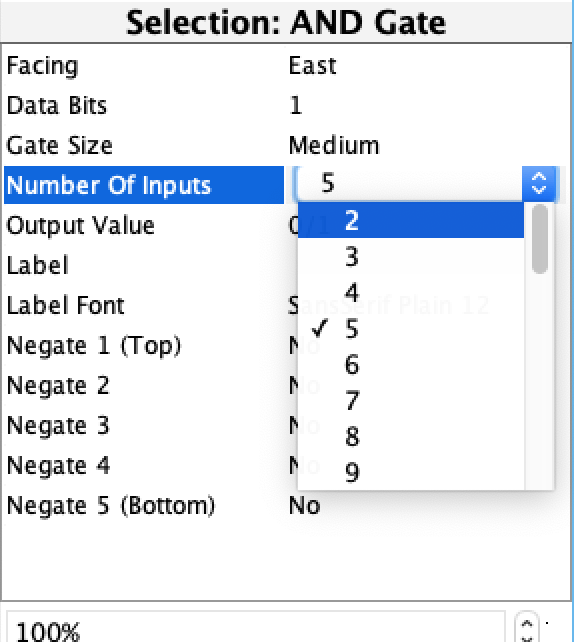 Selection: AND Gate
Facing East
Data Bits 1
Gate Size Medium
Number Of Inputs 5
Output Value 0/1
Label
Label Font SansSerif Plain 12
Negate 1 (Top) No
Negate 2 No
Negate 3 No
Negate 4 No
Negate 5 (Bottom) No
2
3
4
✓ 5
6
7
8
9
100%